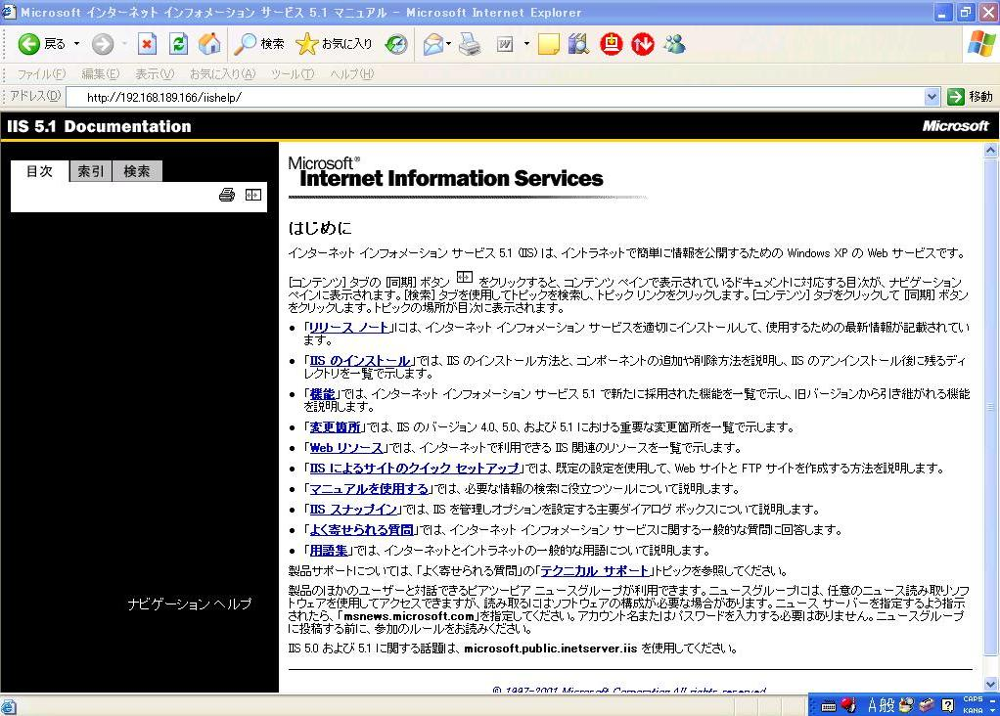 Microsoft インターネット インフォメーション サービス 5.1 マニュアル - Microsoft Internet Explorer
戻る 検索 お気に入り
ファイル(F) 編集(E) 表示(V) お気に入り(A) ツール(T) ヘルプ(H)
アドレス(D) http://192.168.189.166/iishelp/ 移動
IIS 5.1 Documentation Microsoft
目次 索引 検索
ナビゲーション ヘルプ
Microsoft®
Internet Information Services
はじめに
インターネット インフォメーション サービス 5.1 (IIS) は、イントラネットで簡単に情報を公開するための Windows XP の Web サービスです。
[コンテンツ] タブの [同期] ボタン をクリックすると、コンテンツ ペインで表示されているドキュメントに対応する目次が、ナビゲーション
ペインに表示されます。[検索] タブを使用してトピックを検索し、トピック リンクをクリックします。[コンテンツ] タブをクリックして [同期] ボタン
をクリックします。トピックの場所が目次に表示されます。
• 「リリース ノート」には、インターネット インフォメーション サービスを適切にインストールして、使用するための最新情報が記載されてい
ます。
• 「IIS のインストール」では、IIS のインストール方法と、コンポーネントの追加や削除方法を説明し、IIS のアンインストール後に残るディ
レクトリを一覧で示します。
• 「機能」では、インターネット インフォメーション サービス 5.1 で新たに採用された機能を一覧で示し、旧バージョンから引き継がれる機能
を説明します。
• 「変更箇所」では、IIS のバージョン 4.0、5.0、および 5.1 における重要な変更箇所を一覧で示します。
• 「Web リソース」では、インターネットで利用できる IIS 関連のリソースを一覧で示します。
• 「IIS によるサイトのクイック セットアップ」では、既定の設定を使用して、Web サイトと FTP サイトを作成する方法を説明します。
• 「マニュアルを使用する」では、必要な情報の検索に役立つツールについて説明します。
• 「IIS スナップイン」では、IIS を管理しオプションを設定する主要ダイアログ ボックスについて説明します。
• 「よく寄せられる質問」では、インターネット インフォメーション サービスに関する一般的な質問に回答します。
• 「用語集」では、インターネットとイントラネットの一般的な用語について説明します。
製品サポートについては、「よく寄せられる質問」の「テクニカル サポート」トピックを参照してください。
製品のほかのユーザーと対話できるピアツーピア ニュースグループが利用できます。ニュースグループには、任意のニュース読み取りソフ
トウェアを使用してアクセスできますが、読み取るにはソフトウェアの構成が必要な場合があります。ニュース サーバーを指定するよう指示
されたら、「msnews.microsoft.com」を指定してください。アカウント名またはパスワードを入力する必要はありません。ニュースグループ
に投稿する前に、参加のルールをお読みください。
IIS 5.0 および 5.1 に関する話題は、microsoft.public.inetserver.iis を使用してください。
© 1997-2001 Microsoft Corporation All rights reserved
A 般 CAPS
KANA